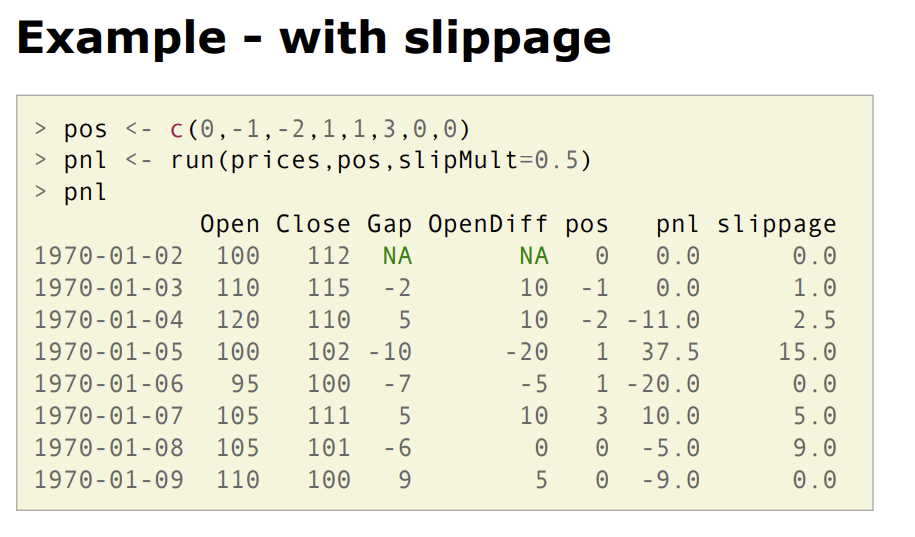 Example - with slippage
> pos <- c(0,-1,-2,1,1,3,0,0)
> pnl <- run(prices,pos,slipMult=0.5)
> pnl
           Open Close Gap OpenDiff pos   pnl slippage
1970-01-02  100   112  NA       NA   0   0.0      0.0
1970-01-03  110   115  -2       10  -1   0.0      1.0
1970-01-04  120   110   5       10  -2 -11.0      2.5
1970-01-05  100   102 -10      -20   1  37.5     15.0
1970-01-06   95   100  -7       -5   1 -20.0      0.0
1970-01-07  105   111   5       10   3  10.0      5.0
1970-01-08  105   101  -6        0   0  -5.0      9.0
1970-01-09  110   100   9        5   0  -9.0      0.0